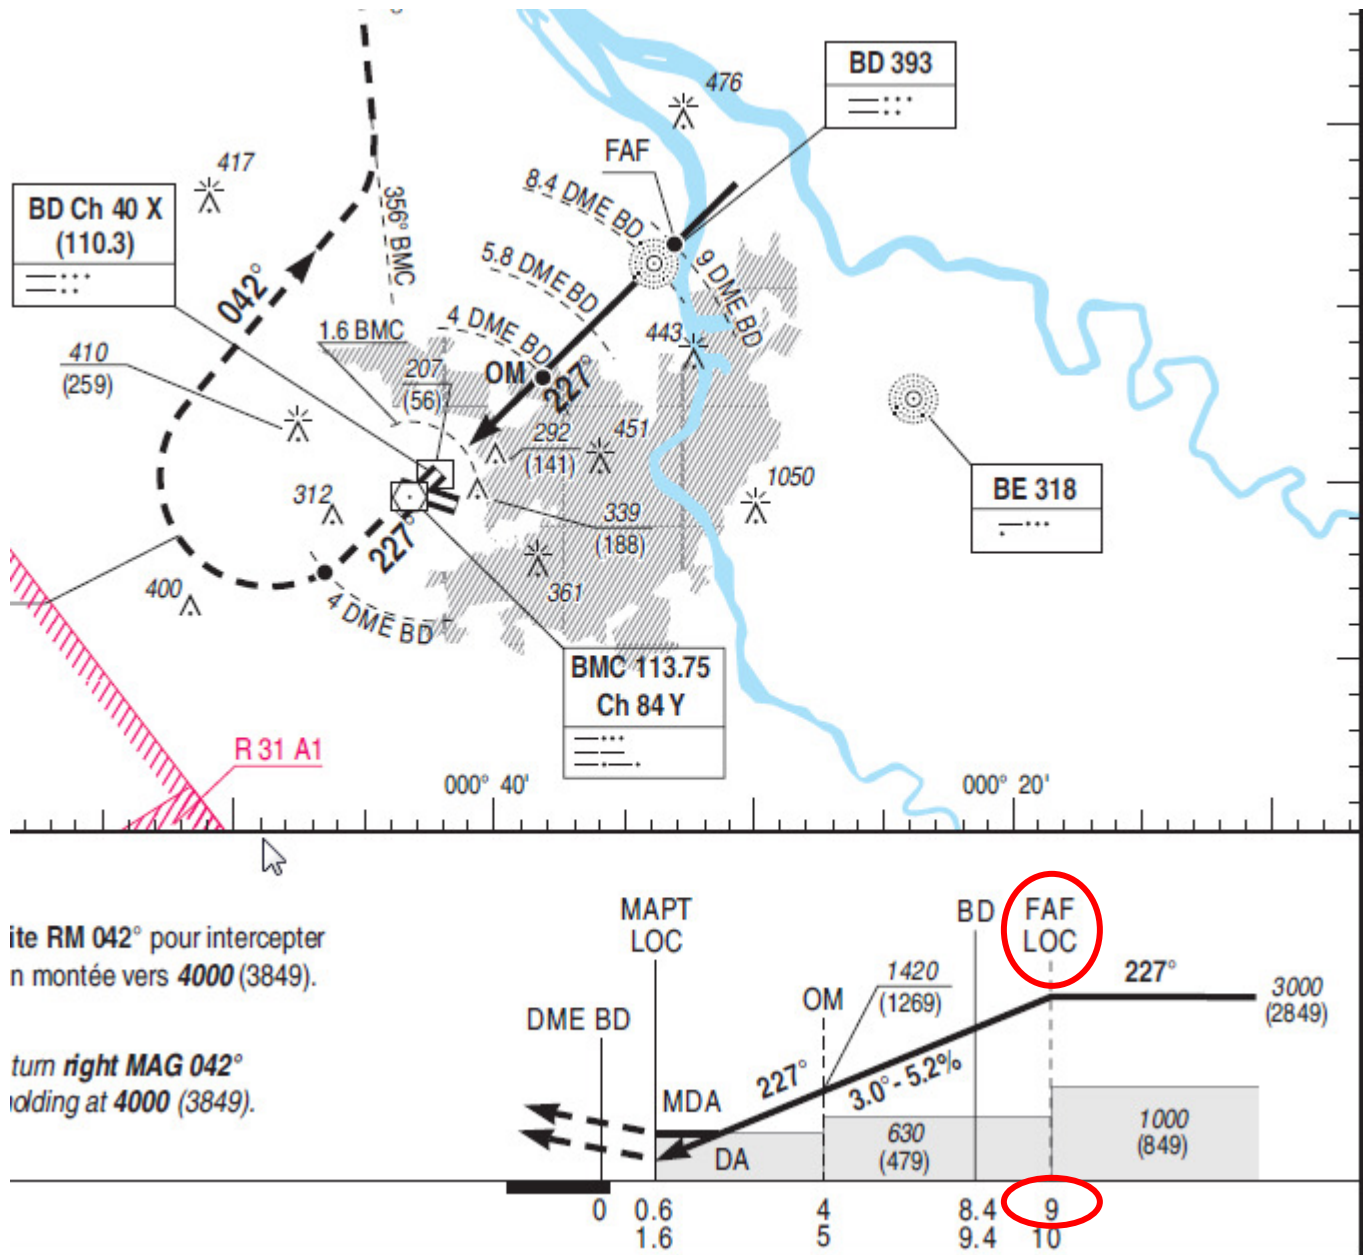 BD 393
476
FAF
417
8.4 DME BD
BD Ch 40 X
(110.3)
356° BMC
5.8 DME BD
9 DME BD
042°
1.6 BMC
4 DME BD
443
410
(259)
207
(56)
OM
227°
292
(141)
451
1050
BE 318
312
339
(188)
227°
361
400
4 DME BD
BMC 113.75
Ch 84 Y
R 31 A1
000° 40'
000° 20'
ite RM 042° pour intercepter
n montée vers 4000 (3849).
turn right MAG 042°
olding at 4000 (3849).
MAPT
LOC
BD
FAF
LOC
DME BD
OM
1420
(1269)
227°
3000
(2849)
227°
3.0° - 5.2%
MDA
DA
630
(479)
1000
(849)
0 0.6 4 8.4 9
1.6 5 9.4 10